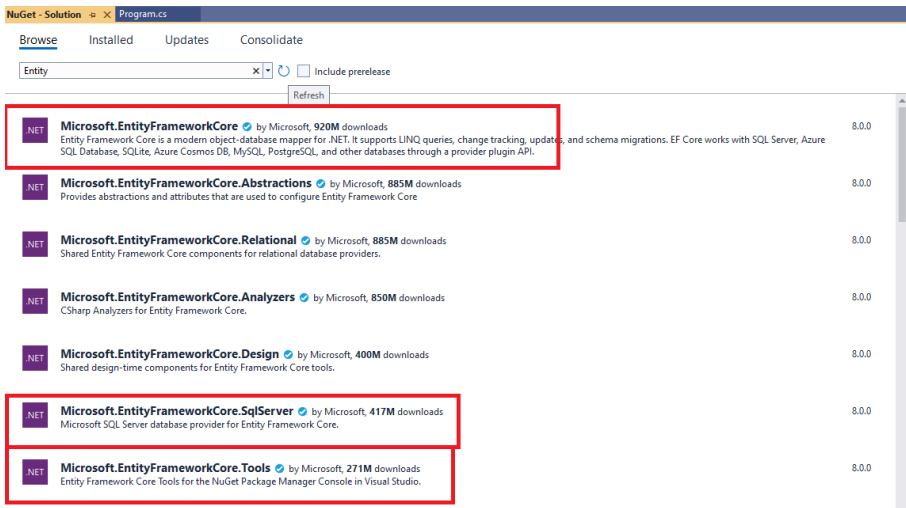 NuGet - Solution
Program.cs
Browse Installed Updates Consolidate
Entity
Include prerelease
Refresh
.NET
Microsoft.EntityFrameworkCore by Microsoft, 920M downloads
8.0.0
Entity Framework Core is a modern object-database mapper for .NET. It supports LINQ queries, change tracking, updates, and schema migrations. EF Core works with SQL Server, Azure
SQL Database, SQLite, Azure Cosmos DB, MySQL, PostgreSQL, and other databases through a provider plugin API.
.NET
Microsoft.EntityFrameworkCore.Abstractions by Microsoft, 885M downloads
8.0.0
Provides abstractions and attributes that are used to configure Entity Framework Core
.NET
Microsoft.EntityFrameworkCore.Relational by Microsoft, 885M downloads
8.0.0
Shared Entity Framework Core components for relational database providers.
.NET
Microsoft.EntityFrameworkCore.Analyzers by Microsoft, 850M downloads
8.0.0
CSharp Analyzers for Entity Framework Core.
.NET
Microsoft.EntityFrameworkCore.Design by Microsoft, 400M downloads
8.0.0
Shared design-time components for Entity Framework Core tools.
.NET
Microsoft.EntityFrameworkCore.SqlServer by Microsoft, 417M downloads
8.0.0
Microsoft SQL Server database provider for Entity Framework Core.
.NET
Microsoft.EntityFrameworkCore.Tools by Microsoft, 271M downloads
8.0.0
Entity Framework Core Tools for the NuGet Package Manager Console in Visual Studio.